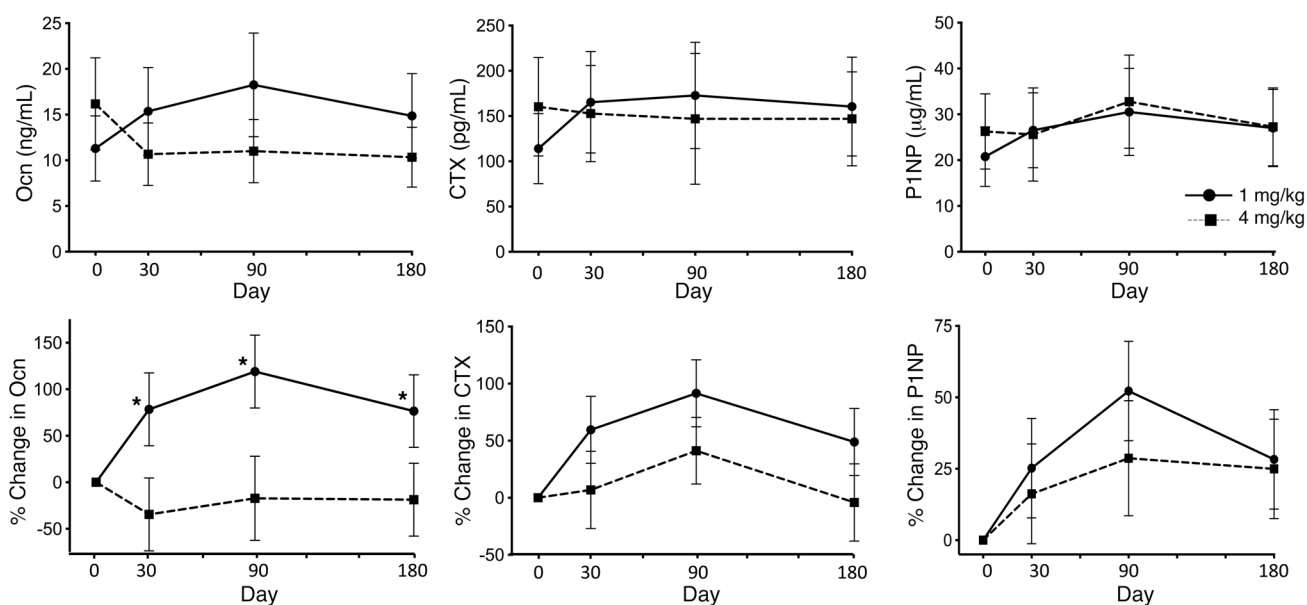 Ocn (ng/mL)
25
20
15
10
5
0
0 30 90 180
Day
CTX (pg/mL)
250
200
150
100
50
0
0 30 90 180
Day
P1NP (µg/mL)
50
40
30
20
10
0
0 30 90 180
Day
1 mg/kg
4 mg/kg
% Change in Ocn
150
100
50
0
-50
* * *
0 30 90 180
Day
% Change in CTX
150
100
50
0
-50
0 30 90 180
Day
% Change in P1NP
75
50
25
0
0 30 90 180
Day